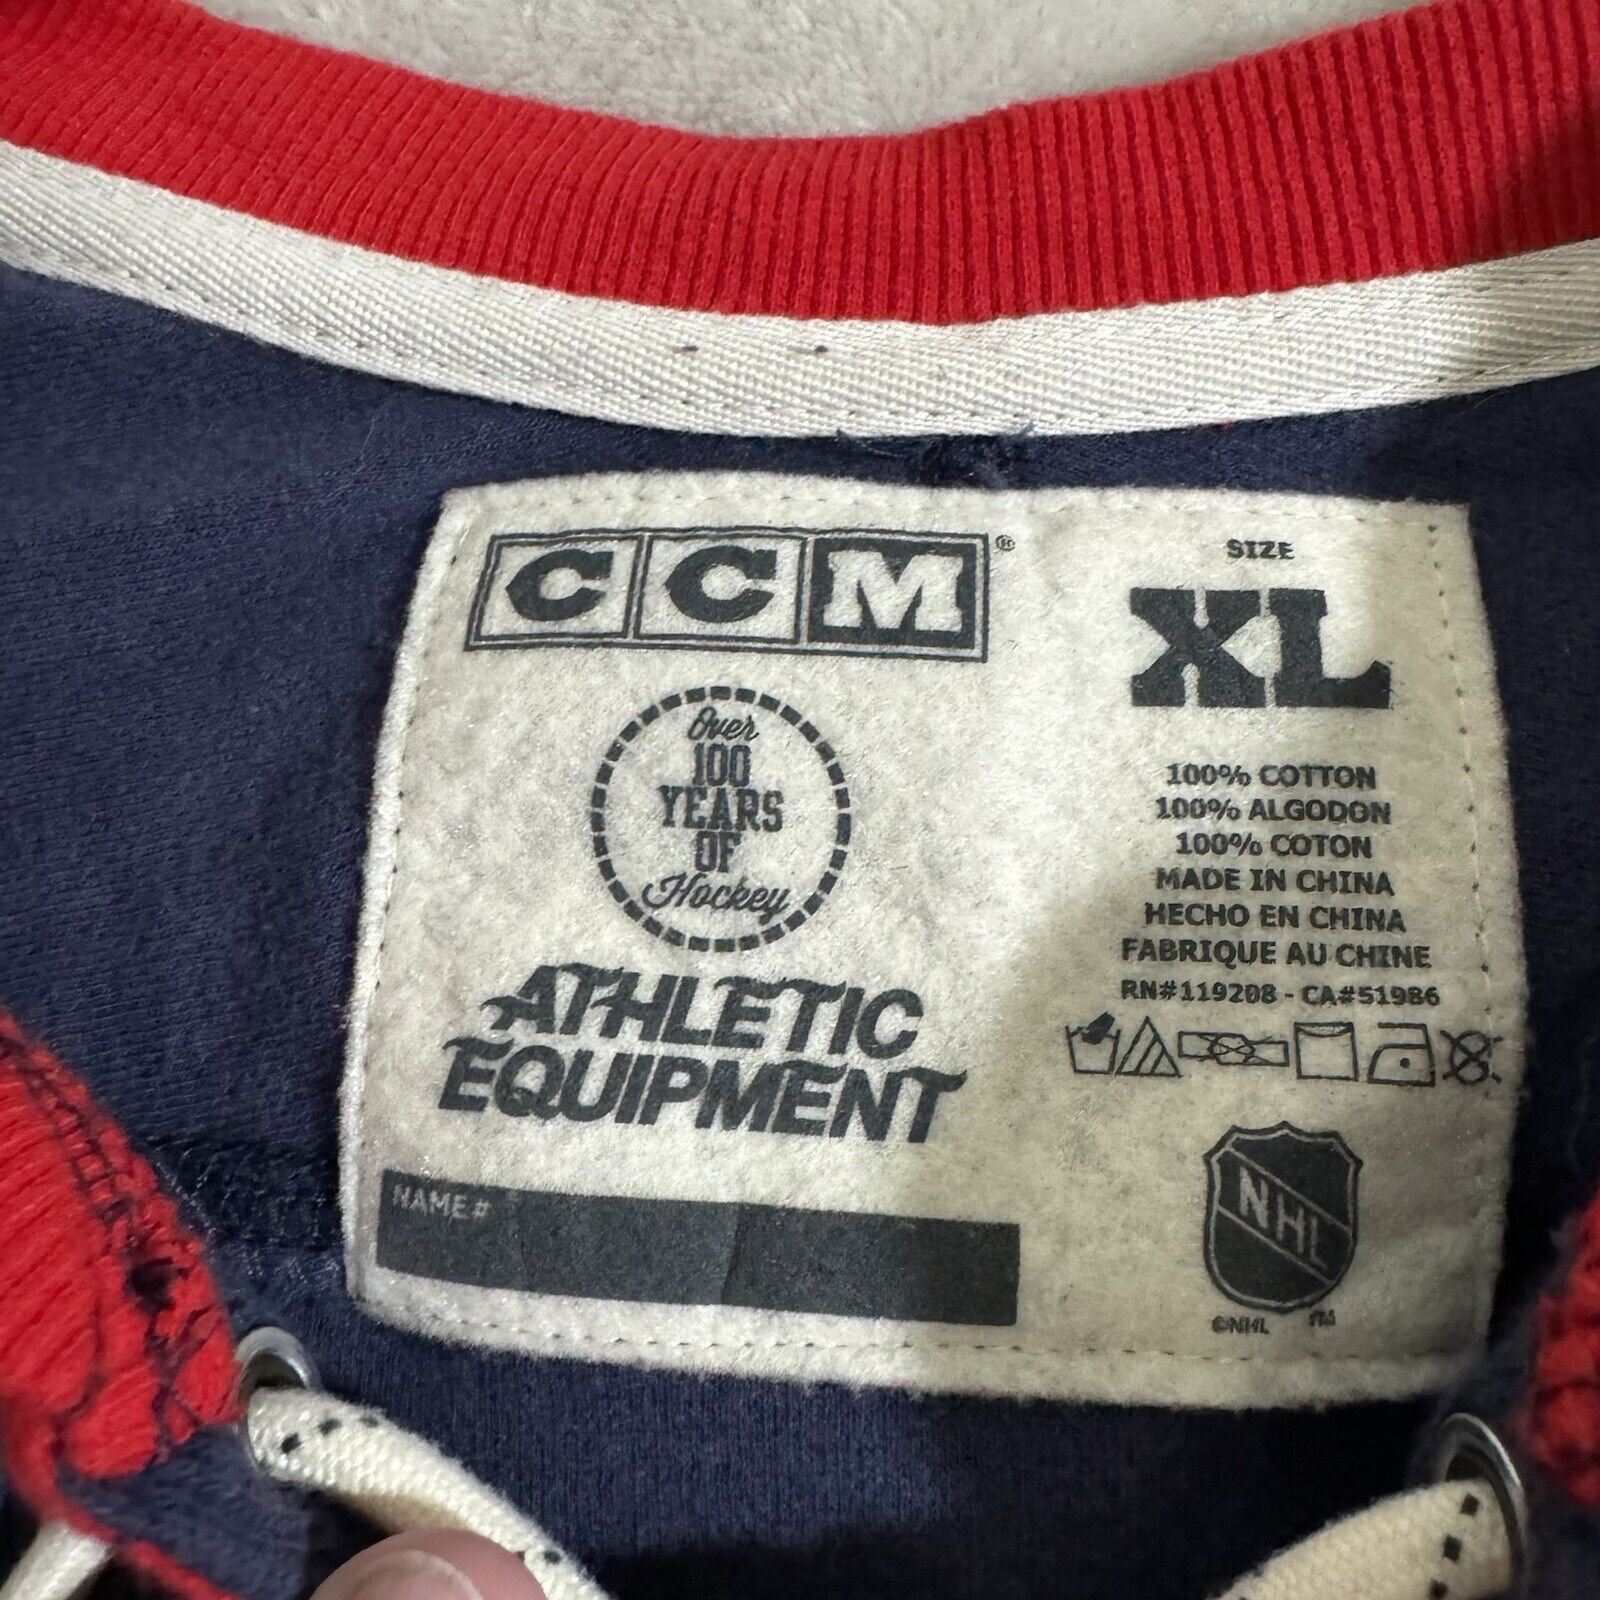 CCM®
Over
100
YEARS
OF
Hockey
ATHLETIC
EQUIPMENT
NAME#
SIZE
XL
100% COTTON
100% ALGODON
100% COTON
MADE IN CHINA
HECHO EN CHINA
FABRIQUE AU CHINE
RN#119208 - CA#51986
NHL
©NHL TM